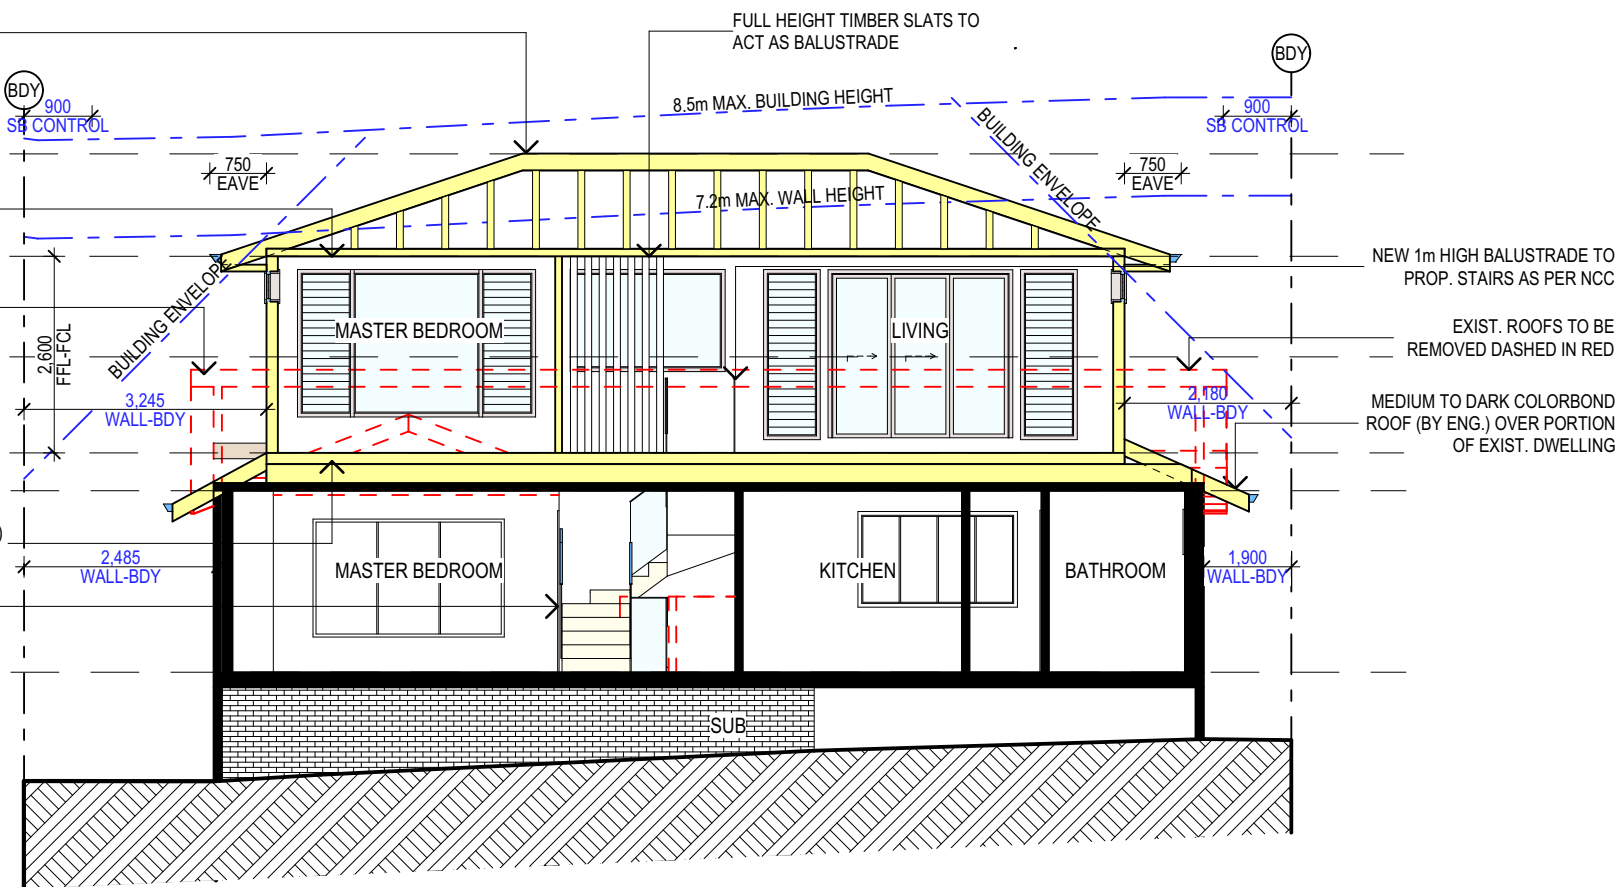 FULL HEIGHT TIMBER SLATS TO
ACT AS BALUSTRADE
BDY
BDY
900
SB CONTROL
8.5m MAX. BUILDING HEIGHT
900
SB CONTROL
BUILDING ENVELOPE
750
EAVE
750
EAVE
7.2m MAX. WALL HEIGHT
NEW 1m HIGH BALUSTRADE TO
PROP. STAIRS AS PER NCC
BUILDING ENVELOPE
2,600
FFL-FCL
MASTER BEDROOM
LIVING
EXIST. ROOFS TO BE
REMOVED DASHED IN RED
3,245
WALL-BDY
2,180
WALL-BDY
MEDIUM TO DARK COLORBOND
ROOF (BY ENG.) OVER PORTION
OF EXIST. DWELLING
)
2,485
WALL-BDY
MASTER BEDROOM
KITCHEN
BATHROOM
1,900
WALL-BDY
SUB